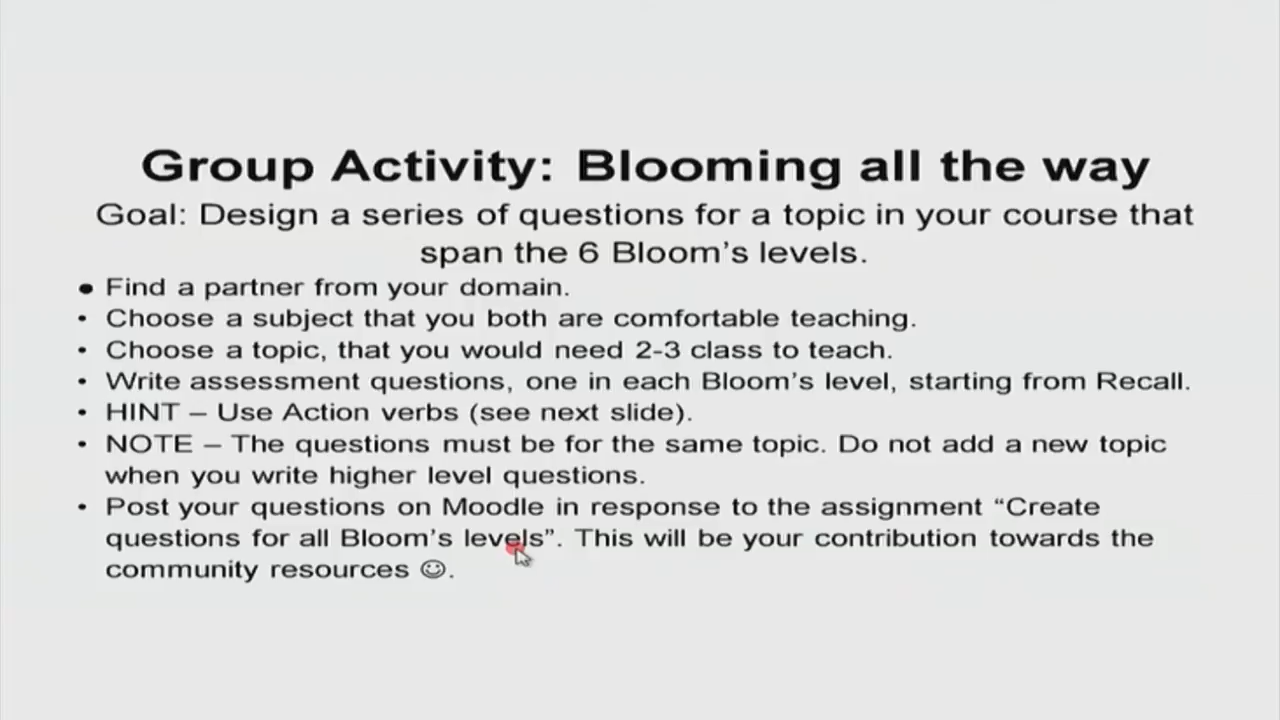 Group Activity: Blooming all the way
Goal: Design a series of questions for a topic in your course that
span the 6 Bloom's levels.
● Find a partner from your domain.
• Choose a subject that you both are comfortable teaching.
• Choose a topic, that you would need 2-3 class to teach.
• Write assessment questions, one in each Bloom's level, starting from Recall.
• HINT – Use Action verbs (see next slide).
• NOTE – The questions must be for the same topic. Do not add a new topic
when you write higher level questions.
• Post your questions on Moodle in response to the assignment “Create
questions for all Bloom's levels”. This will be your contribution towards the
community resources ☺.